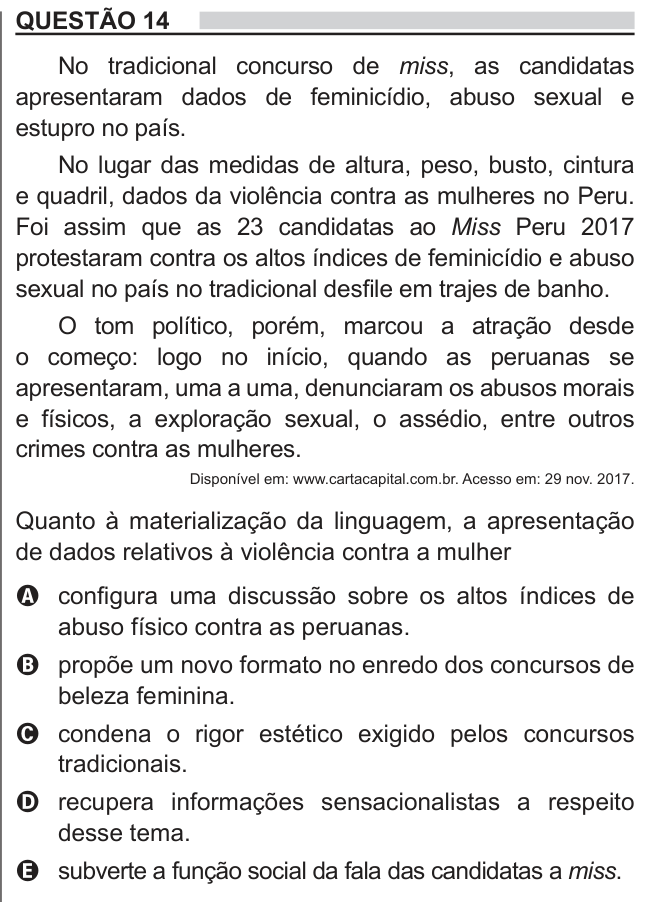 QUESTÃO 14
No tradicional concurso de miss, as candidatas
apresentaram dados de feminicídio, abuso sexual e
estupro no país.
No lugar das medidas de altura, peso, busto, cintura
e quadril, dados da violência contra as mulheres no Peru.
Foi assim que as 23 candidatas ao Miss Peru 2017
protestaram contra os altos índices de feminicídio e abuso
sexual no país no tradicional desfile em trajes de banho.
O tom político, porém, marcou a atração desde
o começo: logo no início, quando as peruanas se
apresentaram, uma a uma, denunciaram os abusos morais
e físicos, a exploração sexual, o assédio, entre outros
crimes contra as mulheres.
Disponível em: www.cartacapital.com.br. Acesso em: 29 nov. 2017.
Quanto à materialização da linguagem, a apresentação
de dados relativos à violência contra a mulher
A configura uma discussão sobre os altos índices de
abuso físico contra as peruanas.
B propõe um novo formato no enredo dos concursos de
beleza feminina.
C condena o rigor estético exigido pelos concursos
tradicionais.
D recupera informações sensacionalistas a respeito
desse tema.
E subverte a função social da fala das candidatas a miss.